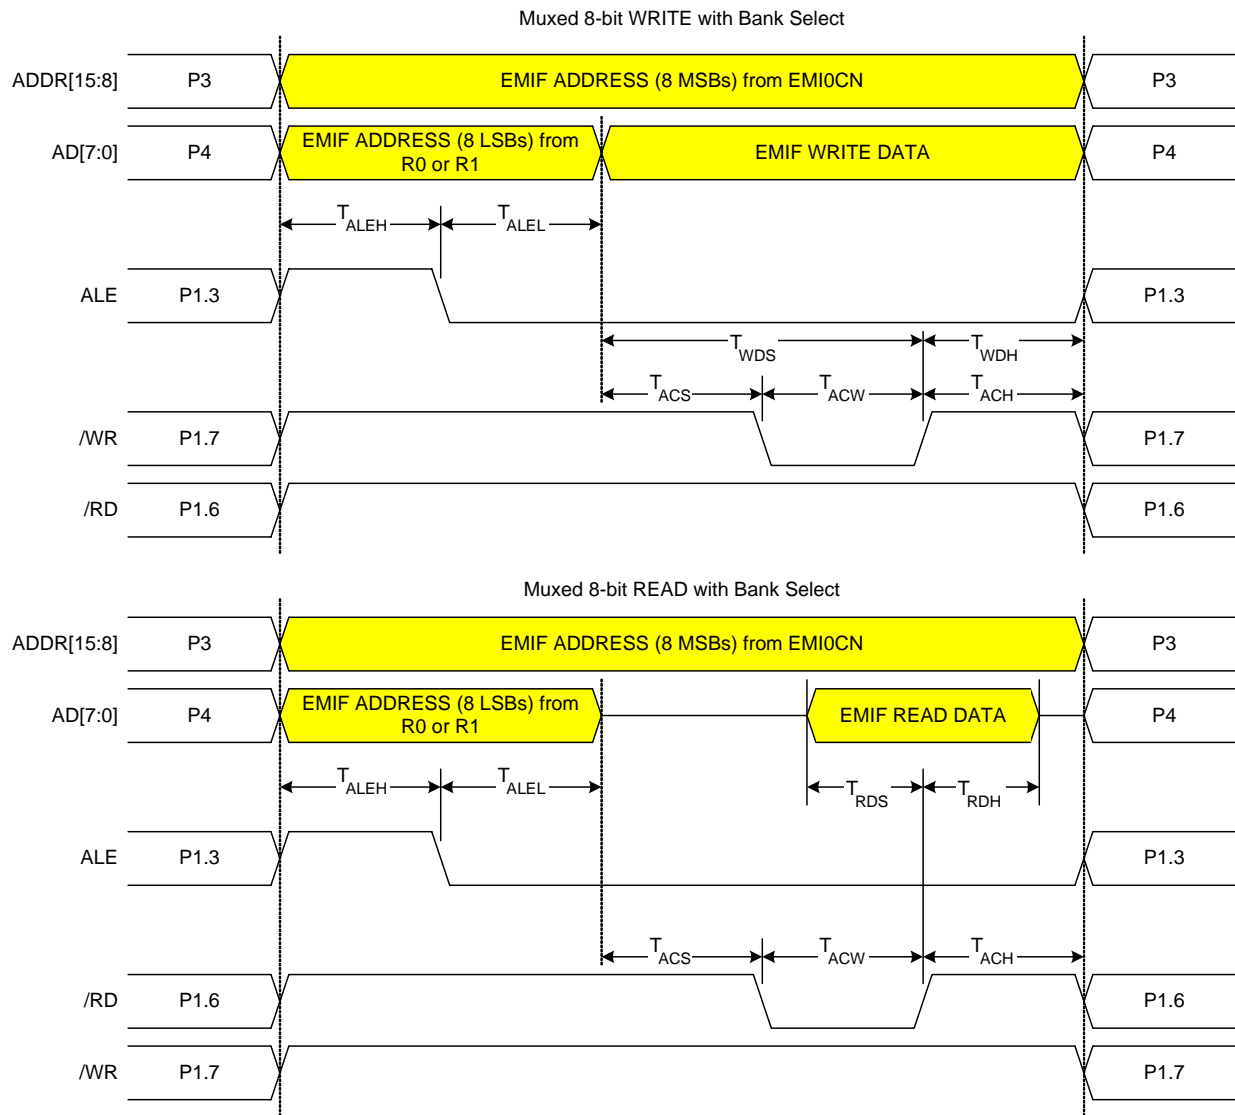 Muxed 8-bit WRITE with Bank Select
ADDR[15:8] P3 EMIF ADDRESS (8 MSBs) from EMI0CN P3
AD[7:0] P4 EMIF ADDRESS (8 LSBs) from R0 or R1 EMIF WRITE DATA P4
TALEH TALEL
ALE P1.3 P1.3
TWDS TWDH
TACS TACW TACH
/WR P1.7 P1.7
/RD P1.6 P1.6
Muxed 8-bit READ with Bank Select
ADDR[15:8] P3 EMIF ADDRESS (8 MSBs) from EMI0CN P3
AD[7:0] P4 EMIF ADDRESS (8 LSBs) from R0 or R1 EMIF READ DATA P4
TALEH TALEL TRDS TRDH
ALE P1.3 P1.3
TACS TACW TACH
/RD P1.6 P1.6
/WR P1.7 P1.7